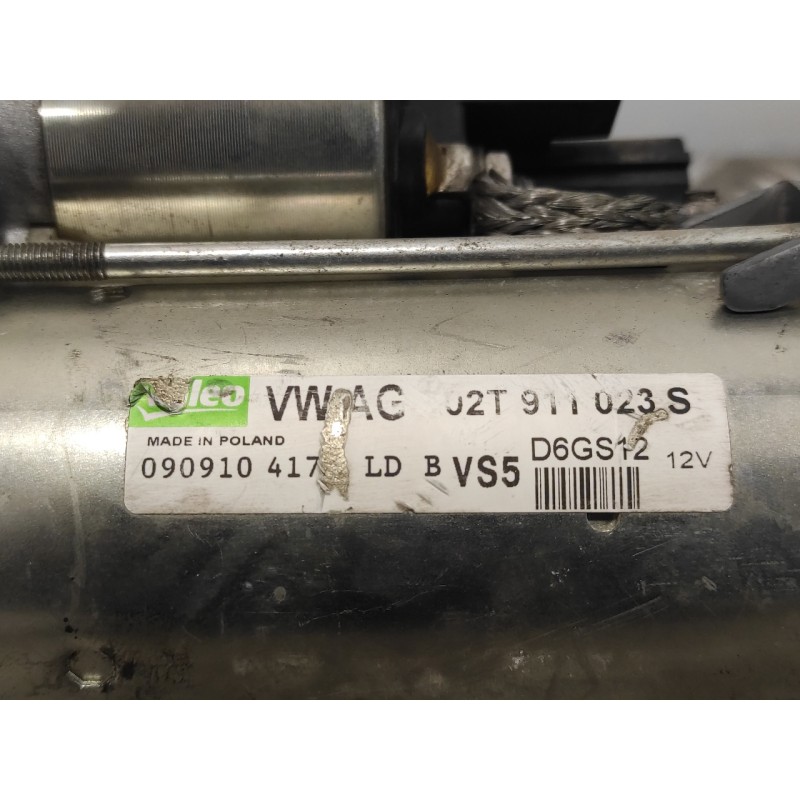 Valeo VW AG 02T 911 023 S
MADE IN POLAND
090910 417 LD B VS5 D6GS12 12V